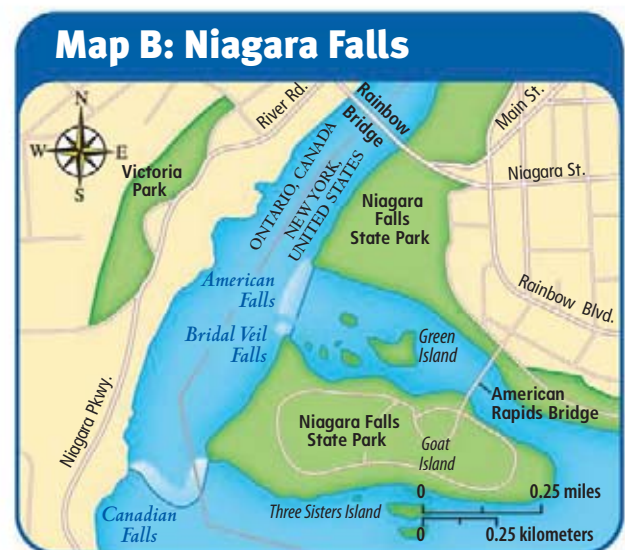 Map B: Niagara Falls
N
W
E
S
River Rd.
Rainbow
Bridge
Main St.
Victoria
Park
ONTARIO, CANADA
NEW YORK,
UNITED STATES
Niagara St.
Niagara
Falls
State Park
American
Falls
Rainbow Blvd.
Bridal Veil
Falls
Green
Island
American
Rapids Bridge
Niagara Pkwy.
Niagara Falls
State Park
Goat
Island
Canadian
Falls
Three Sisters Island
0
0.25 miles
0
0.25 kilometers